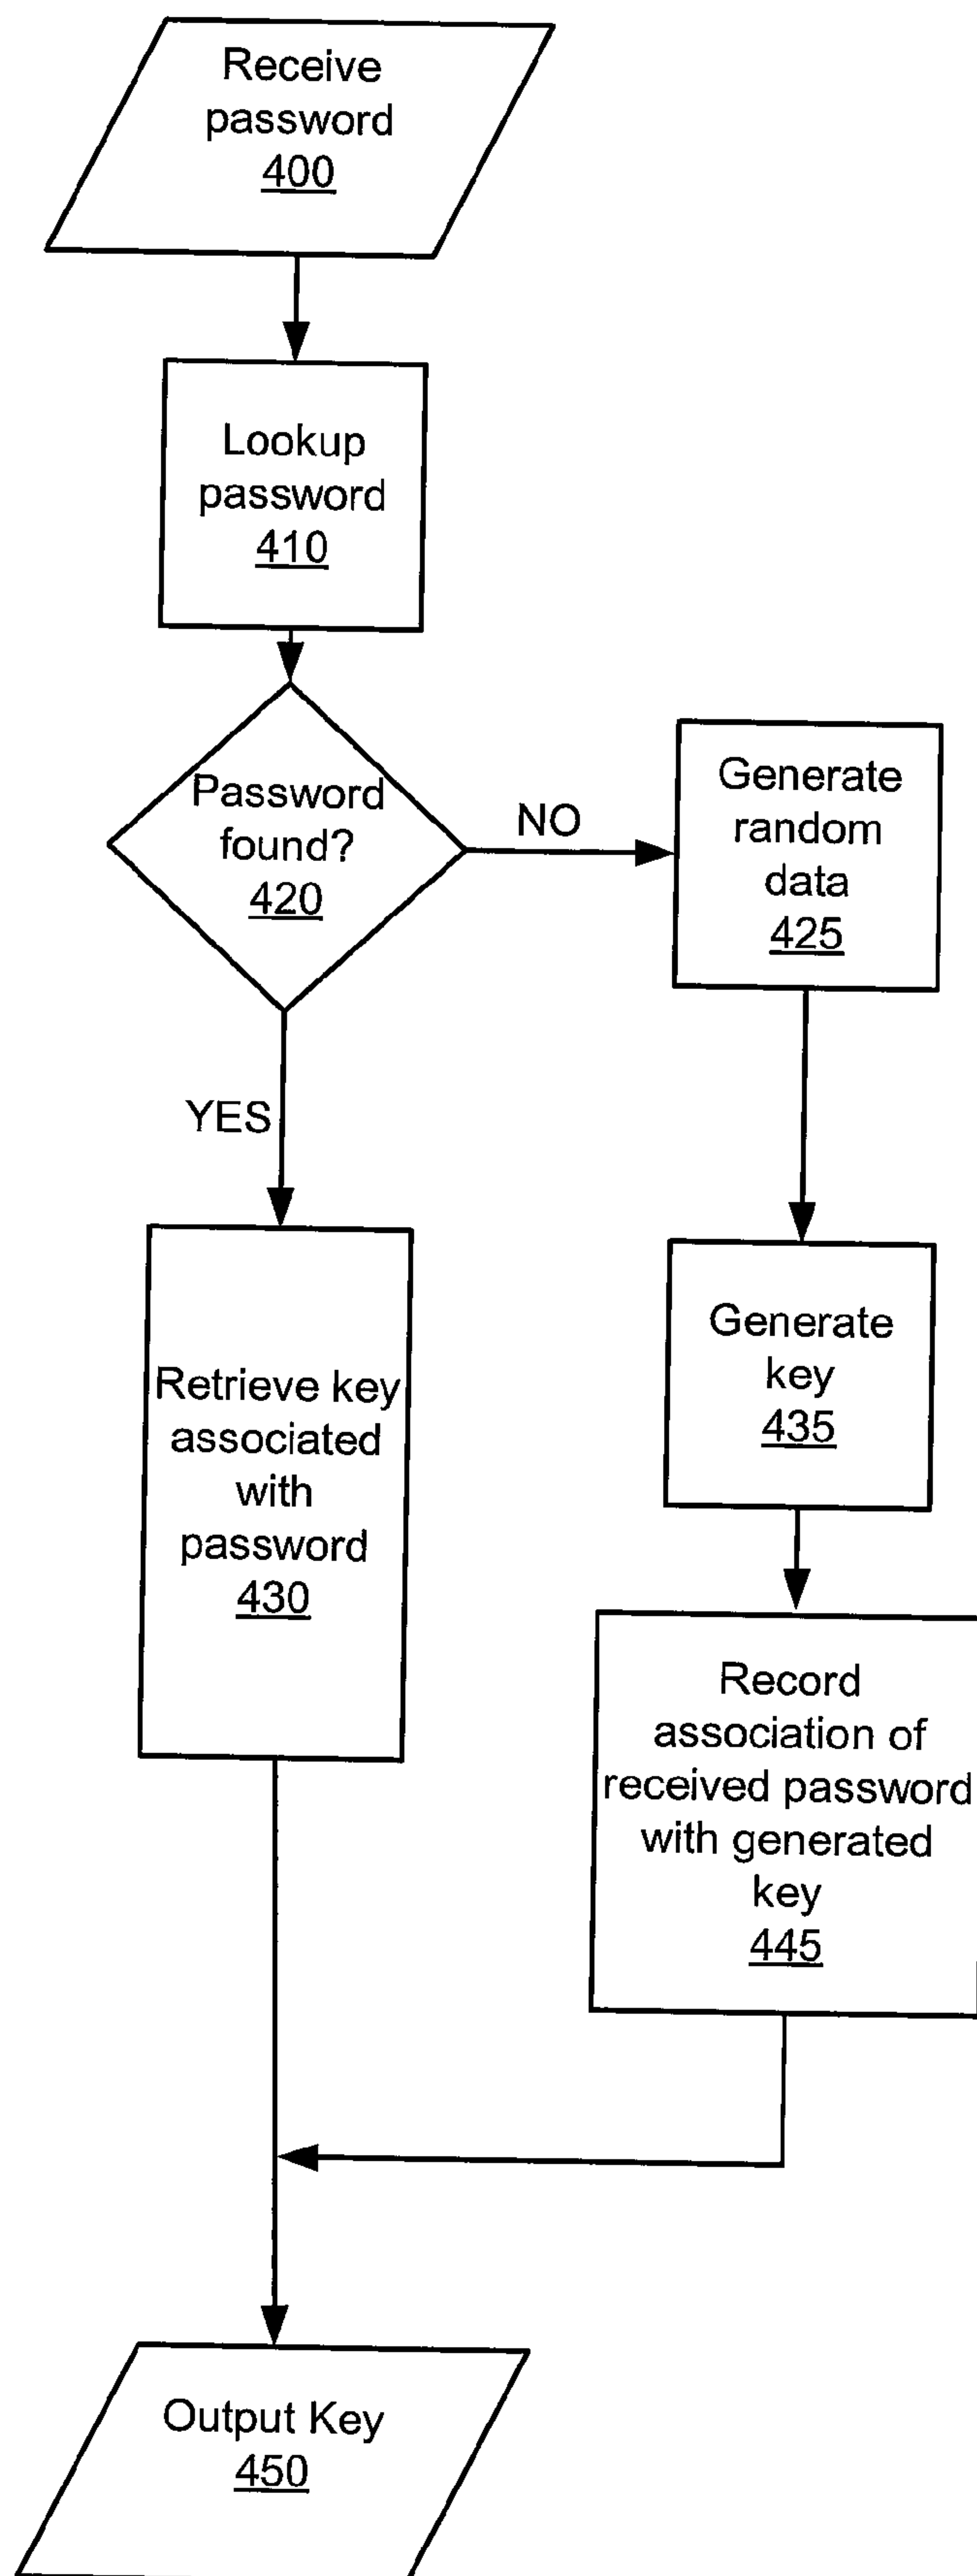 Receive
password
400
Lookup
password
410
Password
found?
420
NO
Generate
random
data
425
YES
Generate
key
435
Retrieve key
associated
with
password
430
Record
association of
received password
with generated
key
445
Output Key
450